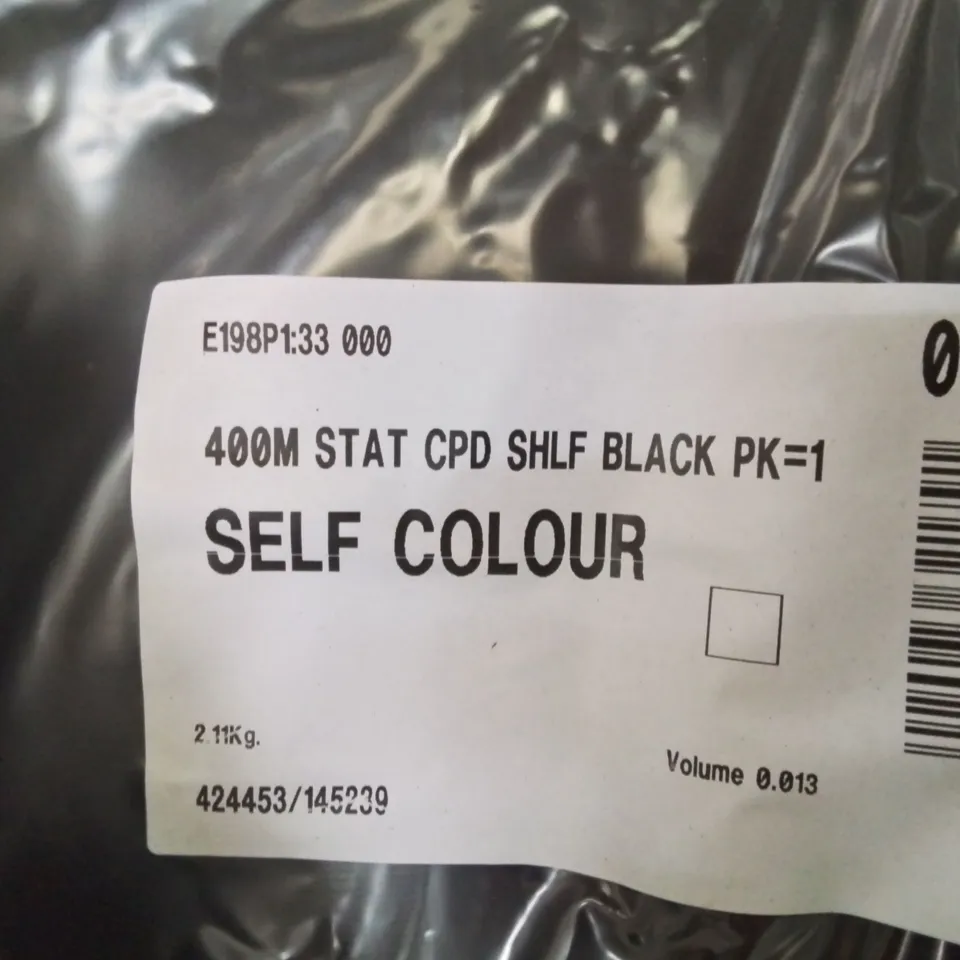 E198P1:33 000
0
400M STAT CPD SHLF BLACK PK=1
SELF COLOUR
2.11Kg.
Volume 0.013
424453/145239